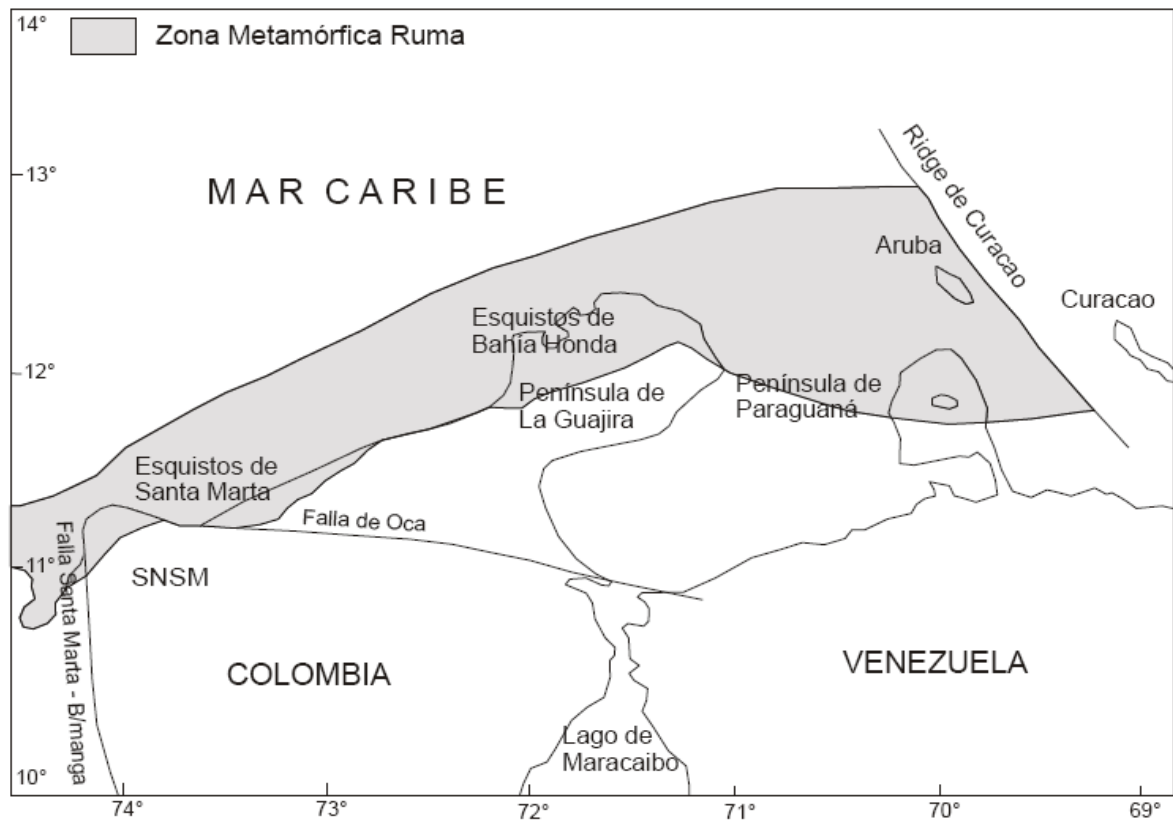 14°
Zona Metamórfica Ruma
13°
MAR CARIBE
Ridge de Curacao
Aruba
Curacao
Esquistos de
Bahía Honda
12°
Península de
La Guajira
Península de
Paraguaná
Esquistos de
Santa Marta
Falla de Oca
11°
SNSM
Falla Santa Marta - B/manga
COLOMBIA
VENEZUELA
Lago de
Maracaibo
10°
74°
73°
72°
71°
70°
69°